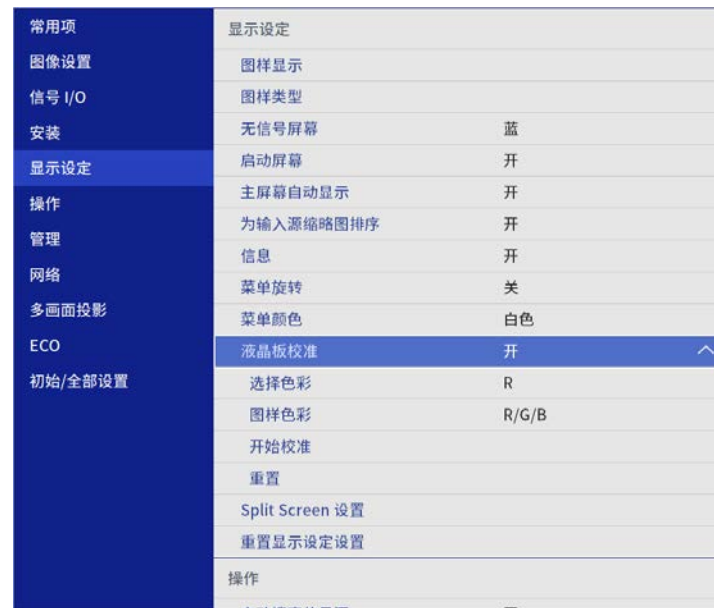 常用项
图像设置
信号 I/O
安装
显示设定
操作
管理
网络
多画面投影
ECO
初始/全部设置
显示设定
图样显示
图样类型
无信号屏幕 蓝
启动屏幕 开
主屏幕自动显示 开
为输入源缩略图排序 开
信息 开
菜单旋转 关
菜单颜色 白色
液晶板校准 开
选择色彩 R
图样色彩 R/G/B
开始校准
重置
Split Screen 设置
重置显示设定设置
操作